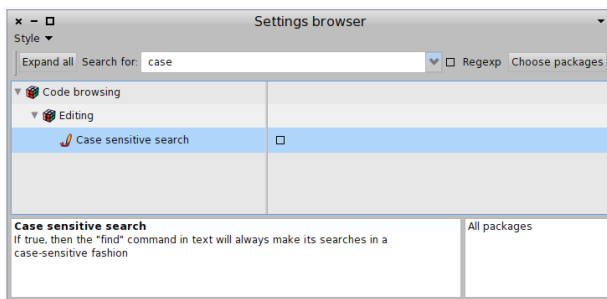 Settings browser
Style
Expand all Search for: case Regexp Choose packages
Code browsing
Editing
Case sensitive search
Case sensitive search
If true, then the "find" command in text will always make its searches in a
case-sensitive fashion
All packages